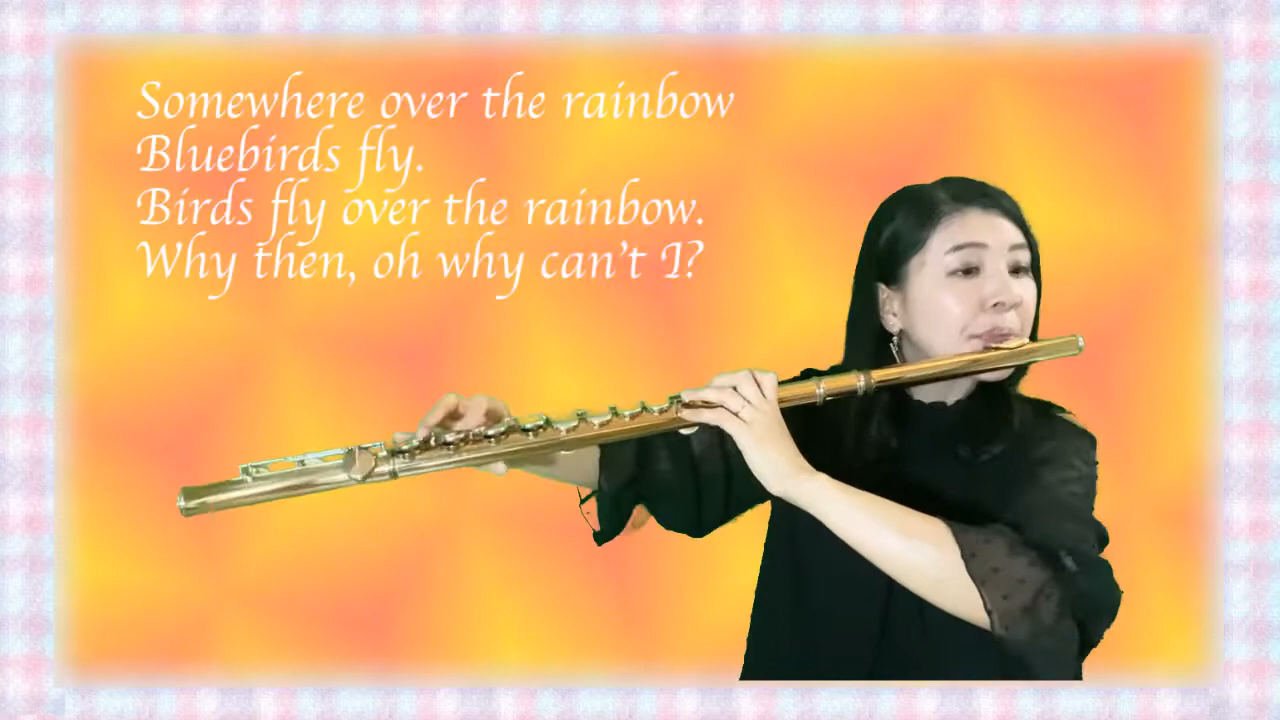 Somewhere over the rainbow
Bluebirds fly.
Birds fly over the rainbow.
Why then, oh why can't I?